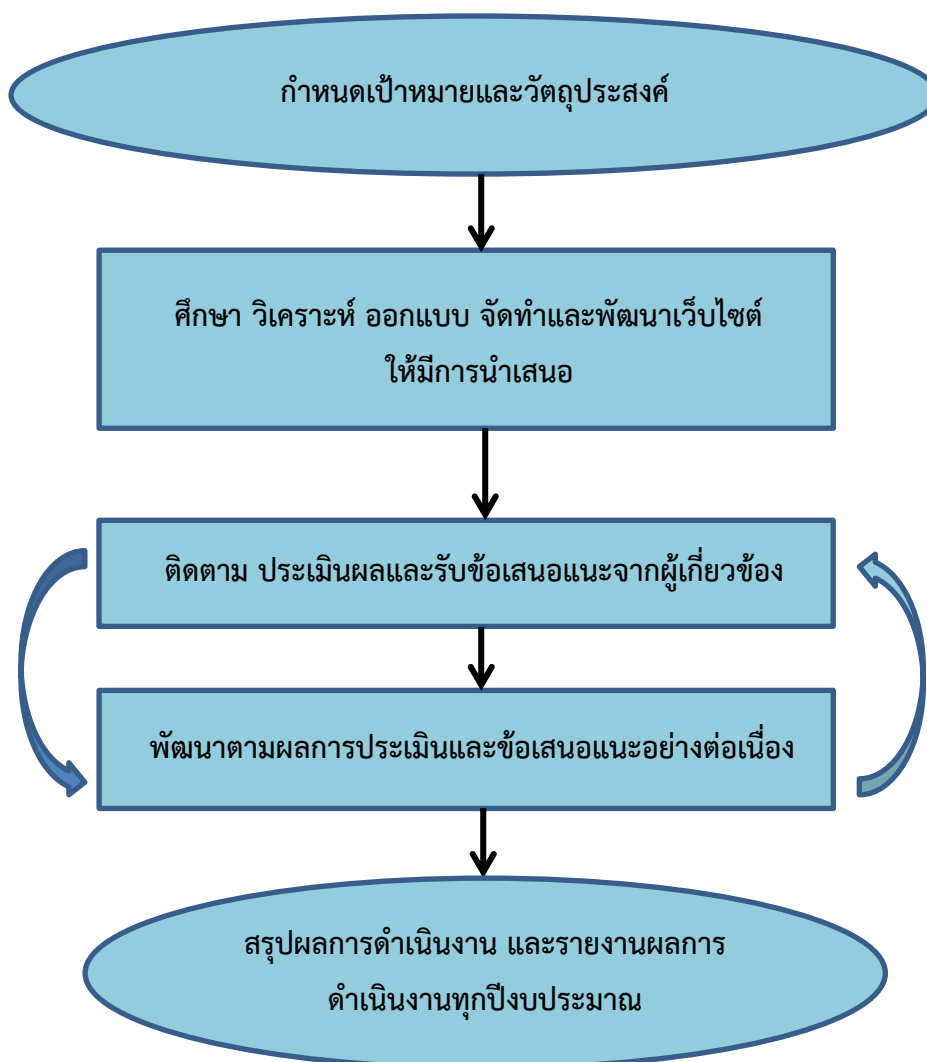 กำหนดเป้าหมายและวัตถุประสงค์
ศึกษา วิเคราะห์ ออกแบบ จัดทำและพัฒนาเว็บไซต์
ให้มีการนำเสนอ
ติดตาม ประเมินผลและรับข้อเสนอแนะจากผู้เกี่ยวข้อง
พัฒนาตามผลการประเมินและข้อเสนอแนะอย่างต่อเนื่อง
สรุปผลการดำเนินงาน และรายงานผลการ
ดำเนินงานทุกปีงบประมาณ